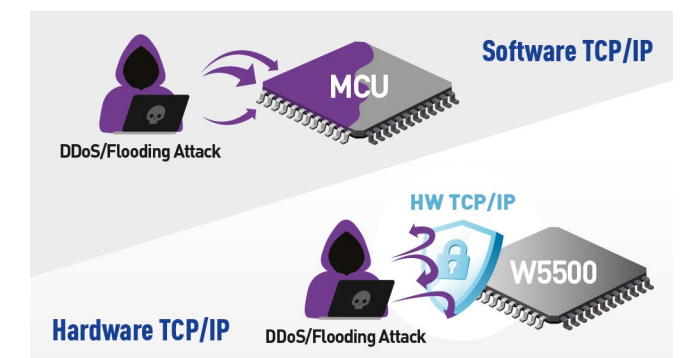 Software TCP/IP
MCU
DDoS/Flooding Attack
HW TCP/IP
W5500
Hardware TCP/IP
DDoS/Flooding Attack